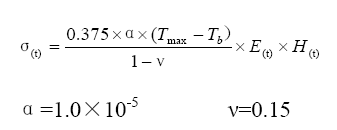 σ(t) = 0.375×α×(Tmax −Tb) / 1−ν × E(t) × H(t)
α=1.0×10⁻⁵ ν=0.15